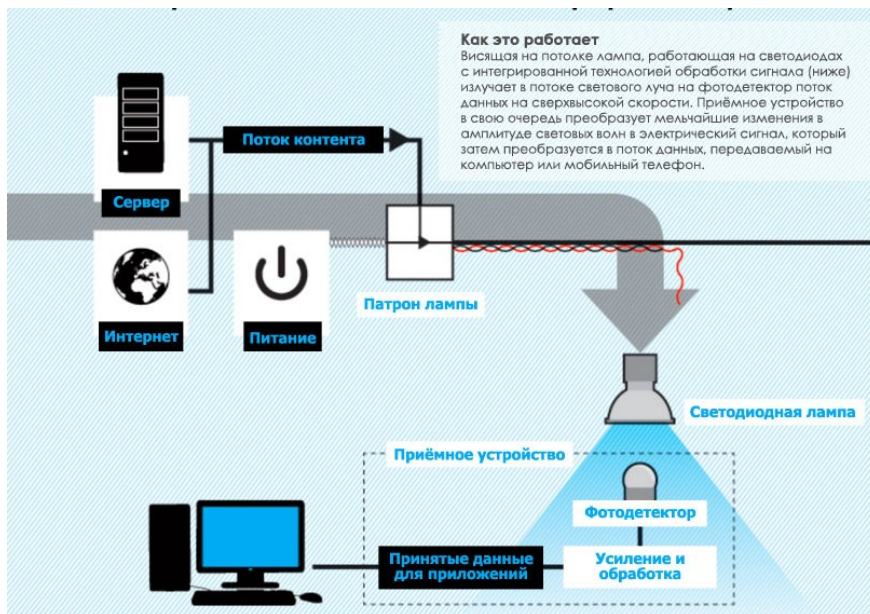 Как это работает
Висящая на потолке лампа, работающая на светодиодах
с интегрированной технологией обработки сигнала (ниже)
излучает в потоке светового луча на фотодетектор поток
данных на сверхвысокой скорости. Приёмное устройство
в свою очередь преобразует мельчайшие изменения в
амплитуде световых волн в электрический сигнал, который
затем преобразуется в поток данных, передаваемый на
компьютер или мобильный телефон.
Поток контента
Сервер
Интернет
Питание
Патрон лампы
Светодиодная лампа
Приёмное устройство
Фотодетектор
Принятые данные
для приложений
Усиление и
обработка